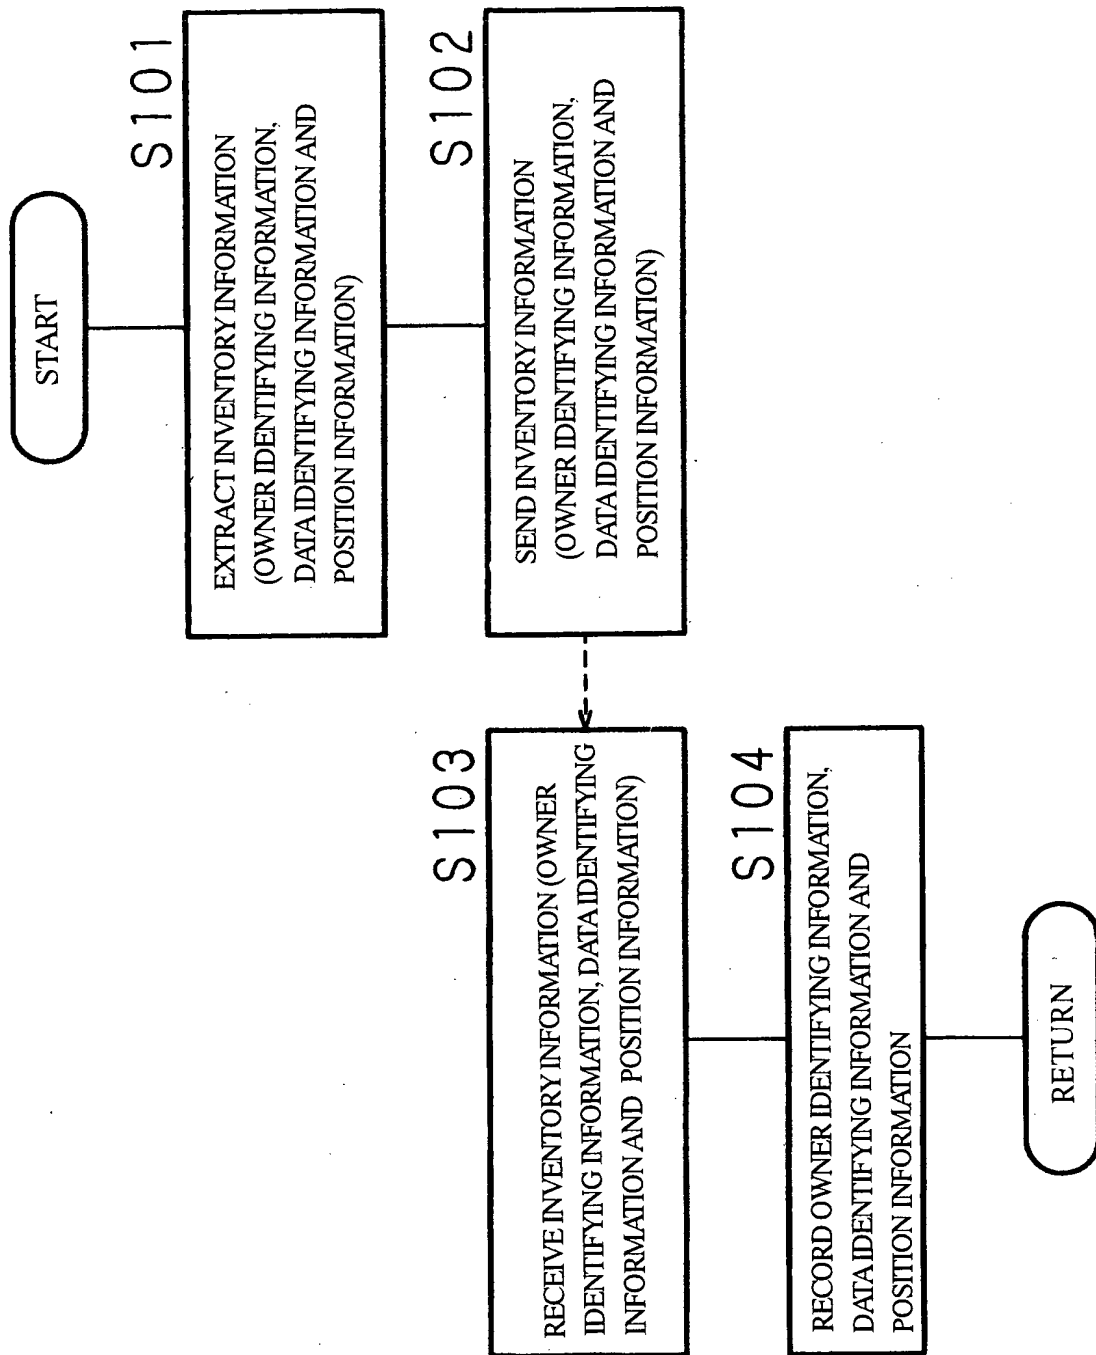 START
S101
EXTRACT INVENTORY INFORMATION
(OWNER IDENTIFYING INFORMATION,
DATA IDENTIFYING INFORMATION AND
POSITION INFORMATION)
S102
SEND INVENTORY INFORMATION
(OWNER IDENTIFYING INFORMATION,
DATA IDENTIFYING INFORMATION AND
POSITION INFORMATION)
S103
RECEIVE INVENTORY INFORMATION (OWNER
IDENTIFYING INFORMATION, DATA IDENTIFYING
INFORMATION AND POSITION INFORMATION)
S104
RECORD OWNER IDENTIFYING INFORMATION,
DATA IDENTIFYING INFORMATION AND
POSITION INFORMATION
RETURN